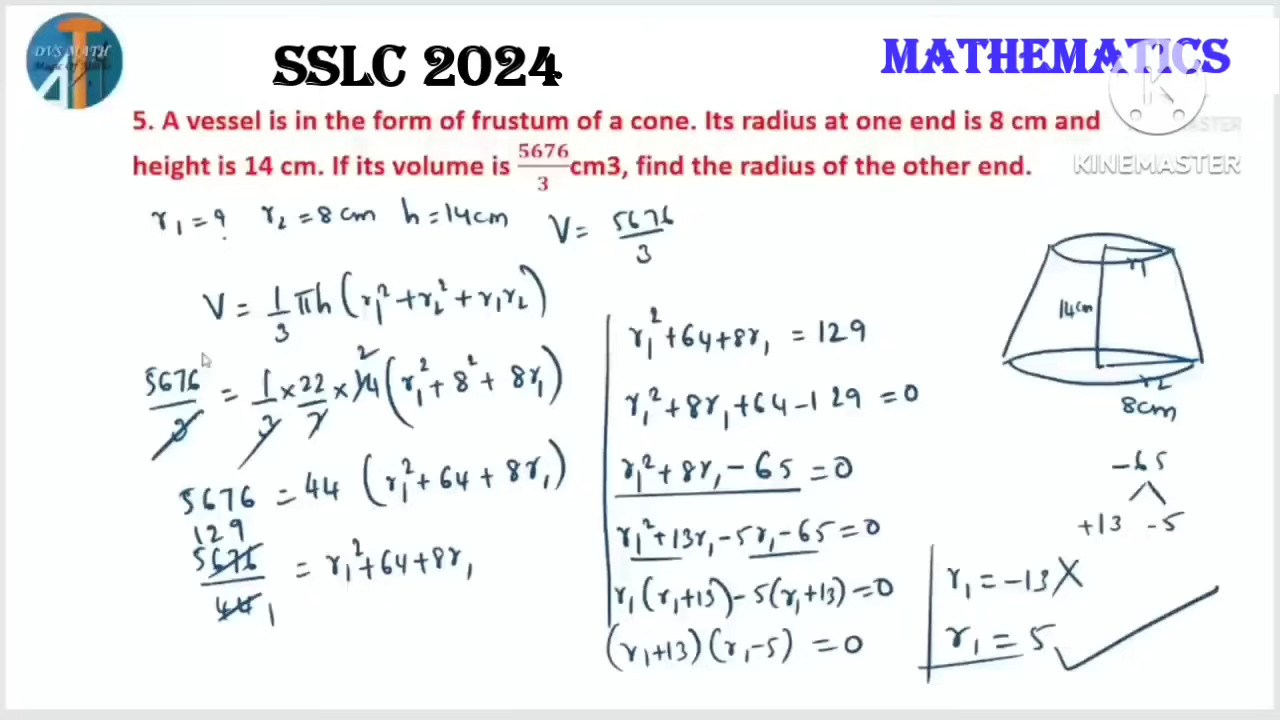 DVS MATH
SSLC 2024
MATHEMATICS
KINEMASTER
5. A vessel is in the form of frustum of a cone. Its radius at one end is 8 cm and
height is 14 cm. If its volume is 5676/3 cm3, find the radius of the other end.
r₁ = ? r₂ = 8 cm h = 14 cm V = 5676/3
V = 1/3 πh (r₁² + r₂² + r₁r₂)
5676/3 = 1/3 × 22/7 × 14 2 (r₁² + 8² + 8r₁)
5676 = 44 (r₁² + 64 + 8r₁)
129
5676/44 1 = r₁² + 64 + 8r₁
r₁² + 64 + 8r₁ = 129
r₁² + 8r₁ + 64 - 129 = 0
r₁² + 8r₁ - 65 = 0
r₁² + 13r₁ - 5r₁ - 65 = 0
r₁(r₁+13) - 5(r₁+13) = 0
(r₁+13)(r₁-5) = 0
r₁
14cm
r₂
8cm
-65
+13 -5
r₁ = -13 X
r₁ = 5